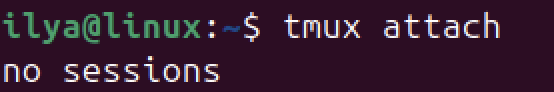 ilya@linux:~$ tmux attach
no sessions